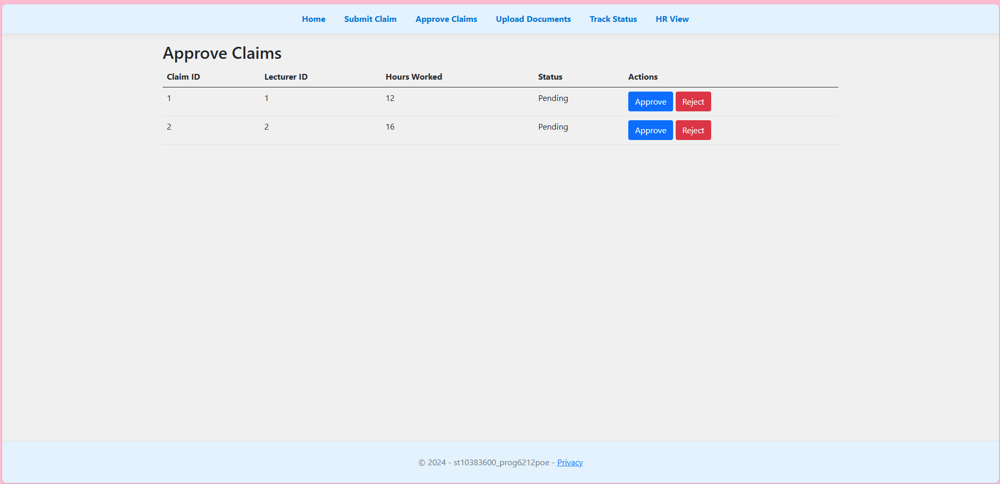 Home Submit Claim Approve Claims Upload Documents Track Status HR View
Approve Claims
Claim ID Lecturer ID Hours Worked Status Actions
1 1 12 Pending Approve Reject
2 2 16 Pending Approve Reject
© 2024 - st10383600_prog6212poe - Privacy